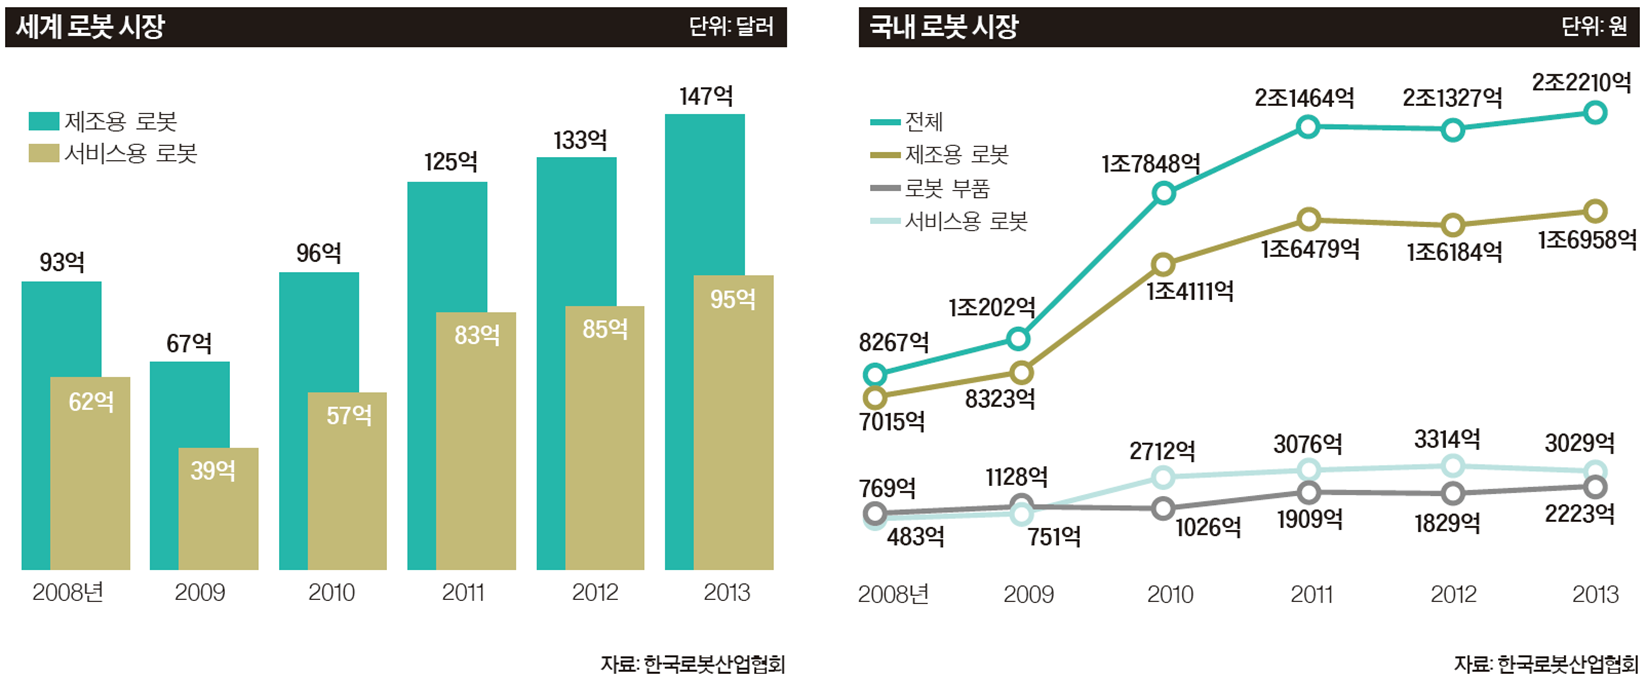 세계 로봇 시장 단위: 달러
제조용 로봇
서비스용 로봇
93억
67억
96억
125억
133억
147억
62억
39억
57억
83억
85억
95억
2008년 2009 2010 2011 2012 2013
자료: 한국로봇산업협회
국내 로봇 시장 단위: 원
전체
제조용 로봇
로봇 부품
서비스용 로봇
8267억
1조202억
1조7848억
2조1464억
2조1327억
2조2210억
7015억
8323억
1조4111억
1조6479억
1조6184억
1조6958억
769억
1128억
2712억
3076억
3314억
3029억
483억
751억
1026억
1909억
1829억
2223억
2008년 2009 2010 2011 2012 2013
자료: 한국로봇산업협회